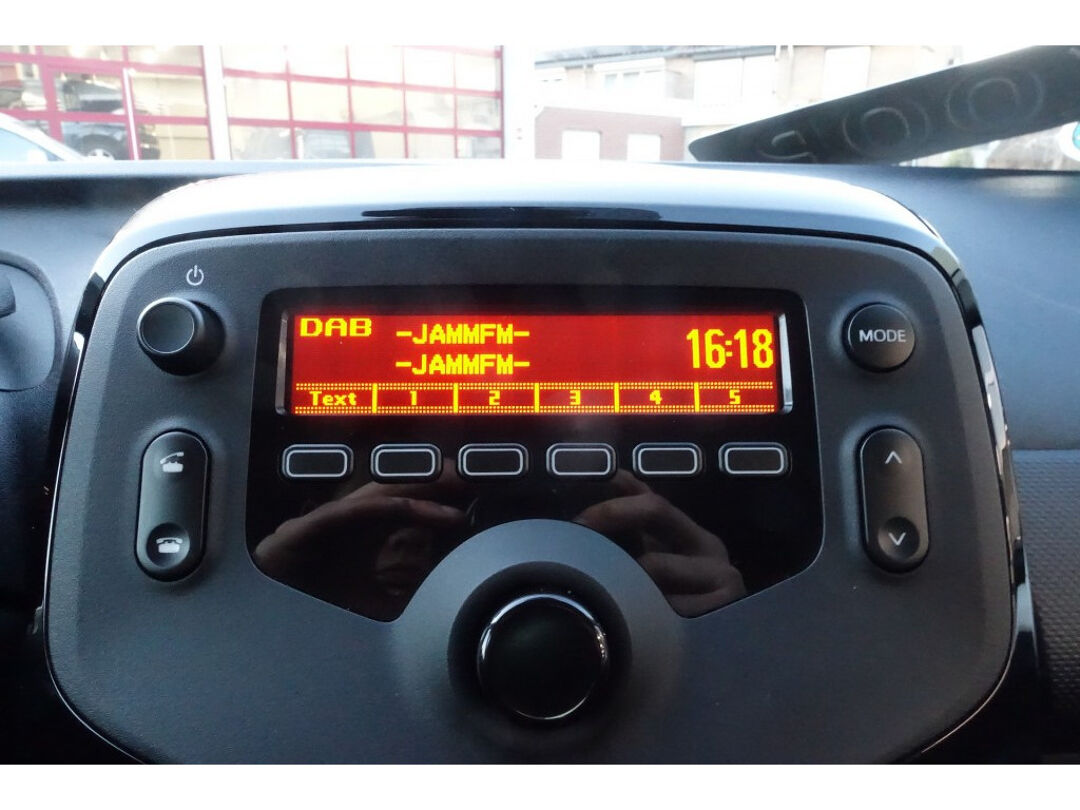 DAB -JAMMFM- 16:18
-JAMMFM-
Text 1 2 3 4 5
MODE